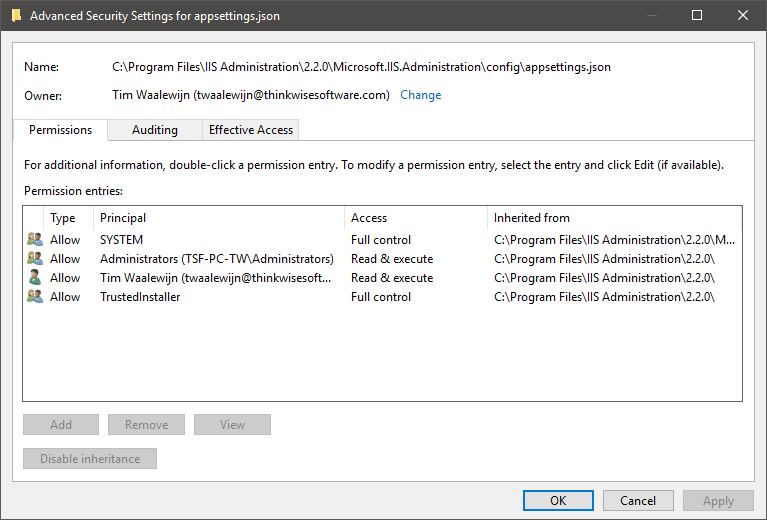 Advanced Security Settings for appsettings.json
Name: C:\Program Files\IIS Administration\2.2.0\Microsoft.IIS.Administration\config\appsettings.json
Owner: Tim Waalewijn (twaalewijn@thinkwisesoftware.com) Change
Permissions Auditing Effective Access
For additional information, double-click a permission entry. To modify a permission entry, select the entry and click Edit (if available).
Permission entries:
Type Principal Access Inherited from
Allow SYSTEM Full control C:\Program Files\IIS Administration\2.2.0\M...
Allow Administrators (TSF-PC-TW\Administrators) Read & execute C:\Program Files\IIS Administration\2.2.0\
Allow Tim Waalewijn (twaalewijn@thinkwisesoft... Read & execute C:\Program Files\IIS Administration\2.2.0\
Allow TrustedInstaller Full control C:\Program Files\IIS Administration\2.2.0\
Add Remove View
Disable inheritance
OK Cancel Apply